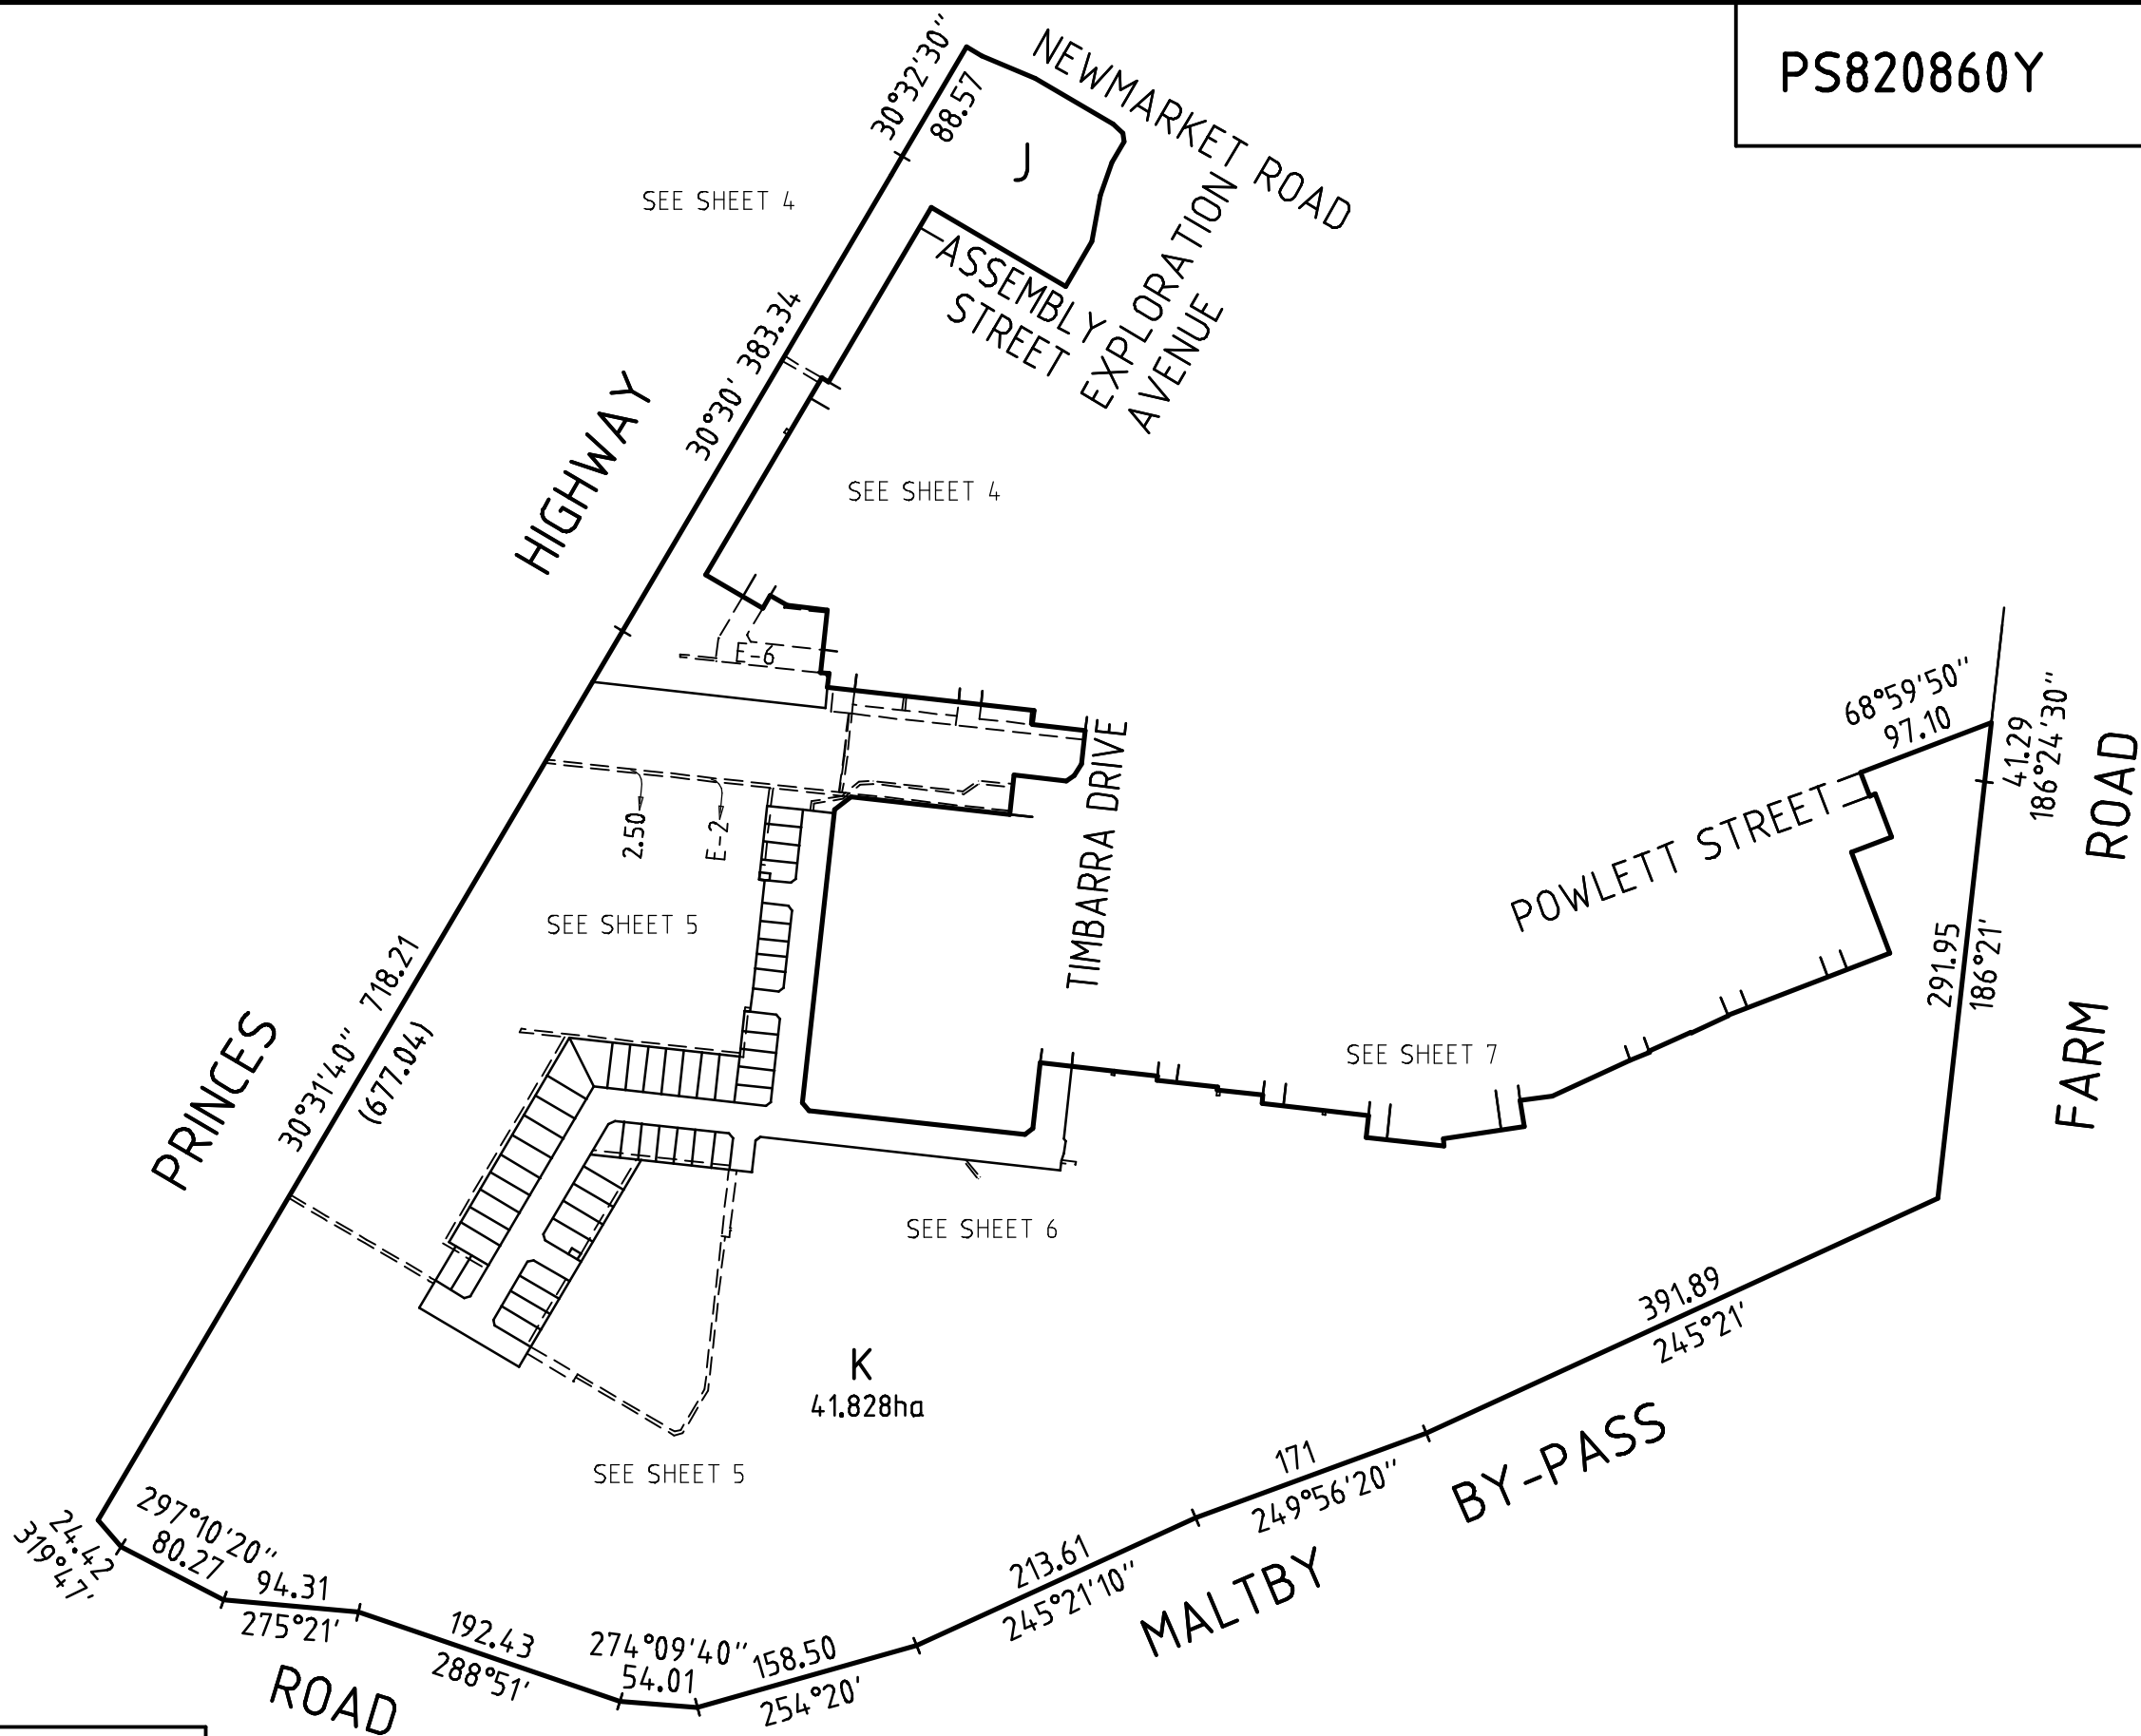 PS820860Y
NEWMARKET ROAD
30°32'30"
88.57
J
SEE SHEET 4
ASSEMBLY
STREET
EXPLORATION
AVENUE
30°30' 383.34
HIGHWAY
SEE SHEET 4
E-6
68°59'50"
97.10
41.29
186°24'30"
ROAD
TIMBARRA DRIVE
2.50
E-2
POWLETT STREET
SEE SHEET 5
291.95
186°21'
FARM
30°31'40" 718.21
(677.04)
PRINCES
SEE SHEET 7
SEE SHEET 6
391.89
245°21'
K
41.828ha
BY-PASS
171
249°56'20"
SEE SHEET 5
297°10'20"
80.27
24.42
319°47'
94.31
275°21'
213.61
245°21'10"
MALTBY
192.43
288°51'
274°09'40"
54.01
158.50
254°20'
ROAD